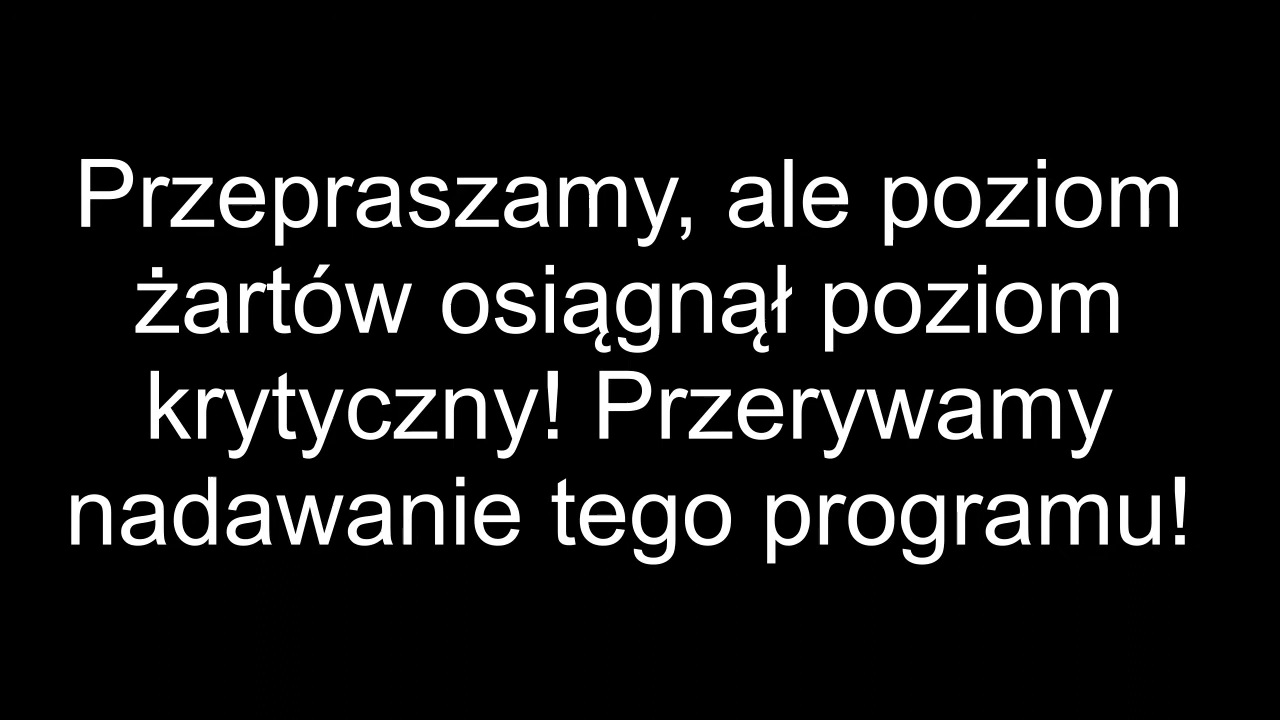 Przepraszamy, ale poziom
żartów osiągnął poziom
krytyczny! Przerywamy
nadawanie tego programu!